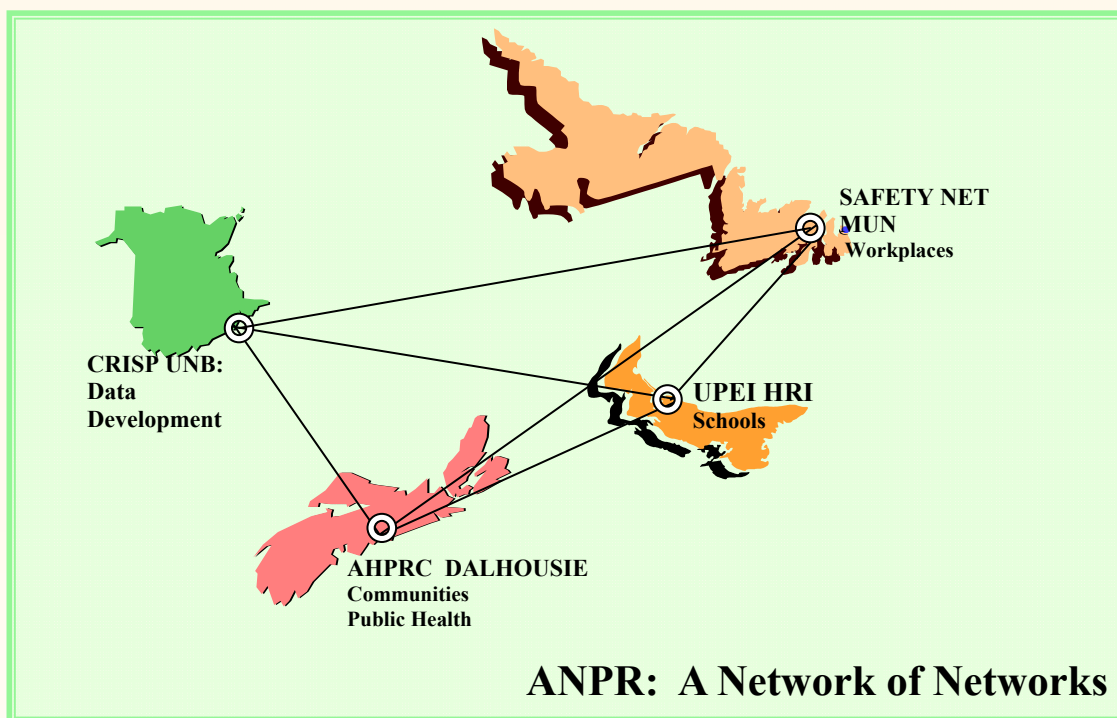 SAFETY NET
MUN
Workplaces
CRISP UNB:
Data
Development
UPEI HRI
Schools
AHPRC DALHOUSIE
Communities
Public Health
ANPR: A Network of Networks